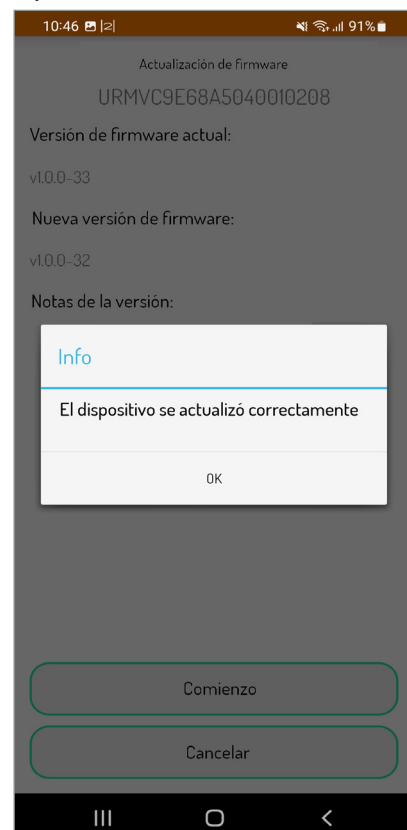 10:46 |2| 91%
Actualización de firmware
URMVC9E68A5040010208
Versión de firmware actual:
v1.0.0-33
Nueva versión de firmware:
v1.0.0-32
Notas de la versión:
Info
El dispositivo se actualizó correctamente
OK
Comienzo
Cancelar